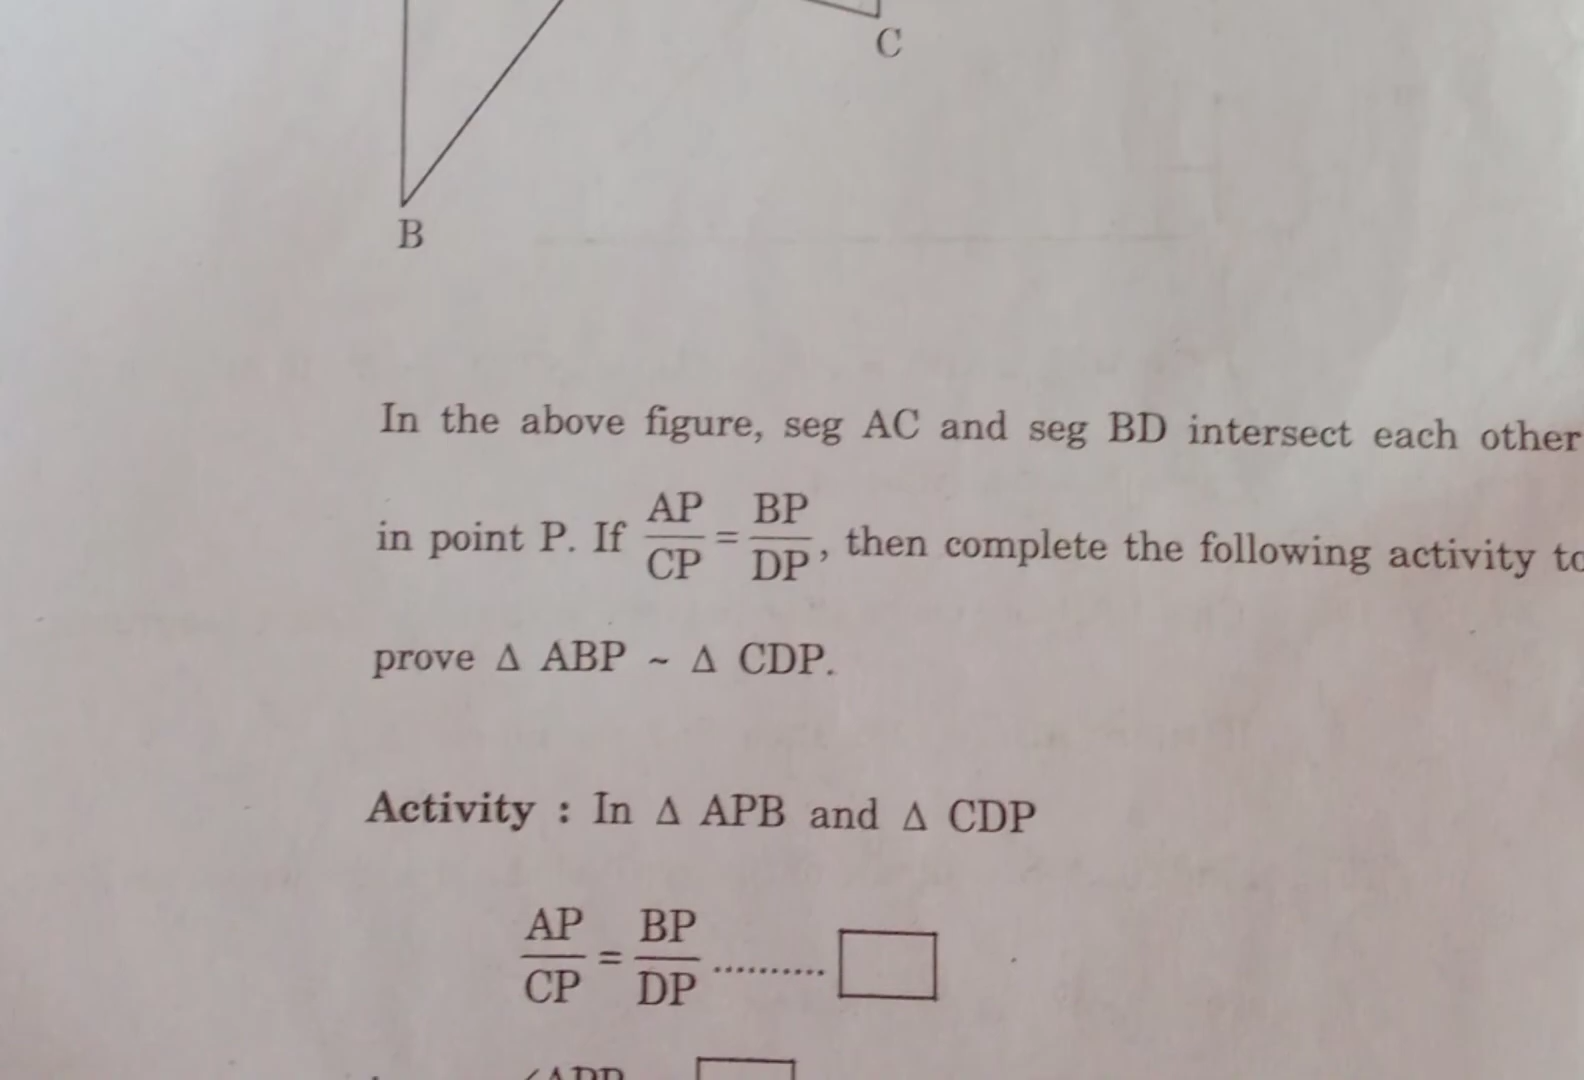 C
B
In the above figure, seg AC and seg BD intersect each other
in point P. If AP/CP = BP/DP, then complete the following activity to
prove Δ ABP ~ Δ CDP.
Activity : In Δ APB and Δ CDP
AP/CP = BP/DP ..........